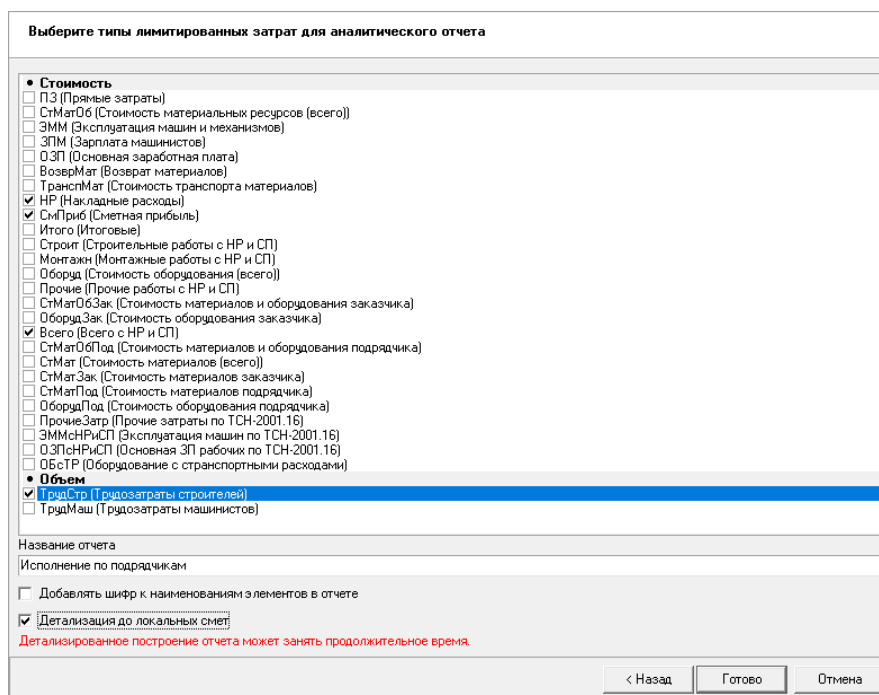 Выберите типы лимитированных затрат для аналитического отчета
• Стоимость
ПЗ (Прямые затраты)
СтМатОб (Стоимость материальных ресурсов (всего))
ЭММ (Эксплуатация машин и механизмов)
ЗПМ (Зарплата машинистов)
ОЗП (Основная заработная плата)
ВозврМат (Возврат материалов)
ТранспМат (Стоимость транспорта материалов)
НР (Накладные расходы)
СмПриб (Сметная прибыль)
Итого (Итоговые)
Строит (Строительные работы с НР и СП)
Монтажн (Монтажные работы с НР и СП)
Оборуд (Стоимость оборудования (всего))
Прочие (Прочие работы с НР и СП)
СтМатОбЗак (Стоимость материалов и оборудования заказчика)
ОборудЗак (Стоимость оборудования заказчика)
Всего (Всего с НР и СП)
СтМатОбПод (Стоимость материалов и оборудования подрядчика)
СтМат (Стоимость материалов (всего))
СтМатЗак (Стоимость материалов заказчика)
СтМатПод (Стоимость материалов подрядчика)
ОборудПод (Стоимость оборудования подрядчика)
ПрочиеЗатр (Прочие затраты по ТСН-2001.16)
ЭММсНРиСП (Эксплуатация машин по ТСН-2001.16)
ОЗПсНРиСП (Основная ЗП рабочих по ТСН-2001.16)
ОБсТР (Оборудование с транспортными расходами)
• Объем
ТрудСтр (Трудозатраты строителей)
ТрудМаш (Трудозатраты машинистов)
Название отчета
Исполнение по подрядчикам
Добавлять шифр к наименованиям элементов в отчете
Детализация до локальных смет
Детализированное построение отчета может занять продолжительное время.
< Назад Готово Отмена